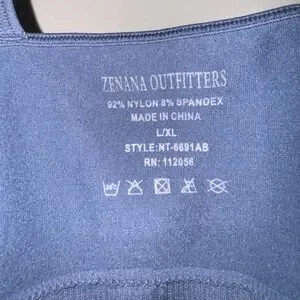 ZENANA OUTFITTERS
92% NYLON 8% SPANDEX
MADE IN CHINA
L/XL
STYLE:NT-6691AB
RN: 112056